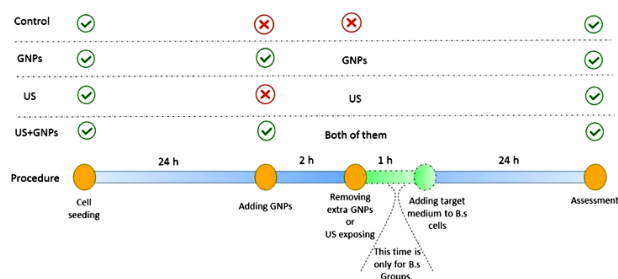 Control
GNPs
GNPs
US
US
US+GNPs
Both of them
Procedure
24 h
2 h
1 h
24 h
Cell
seeding
Adding GNPs
Removing
extra GNPs
or
US exposing
Adding target
medium to B.s
cells
Assessment
This time is
only for B.s
Groups.